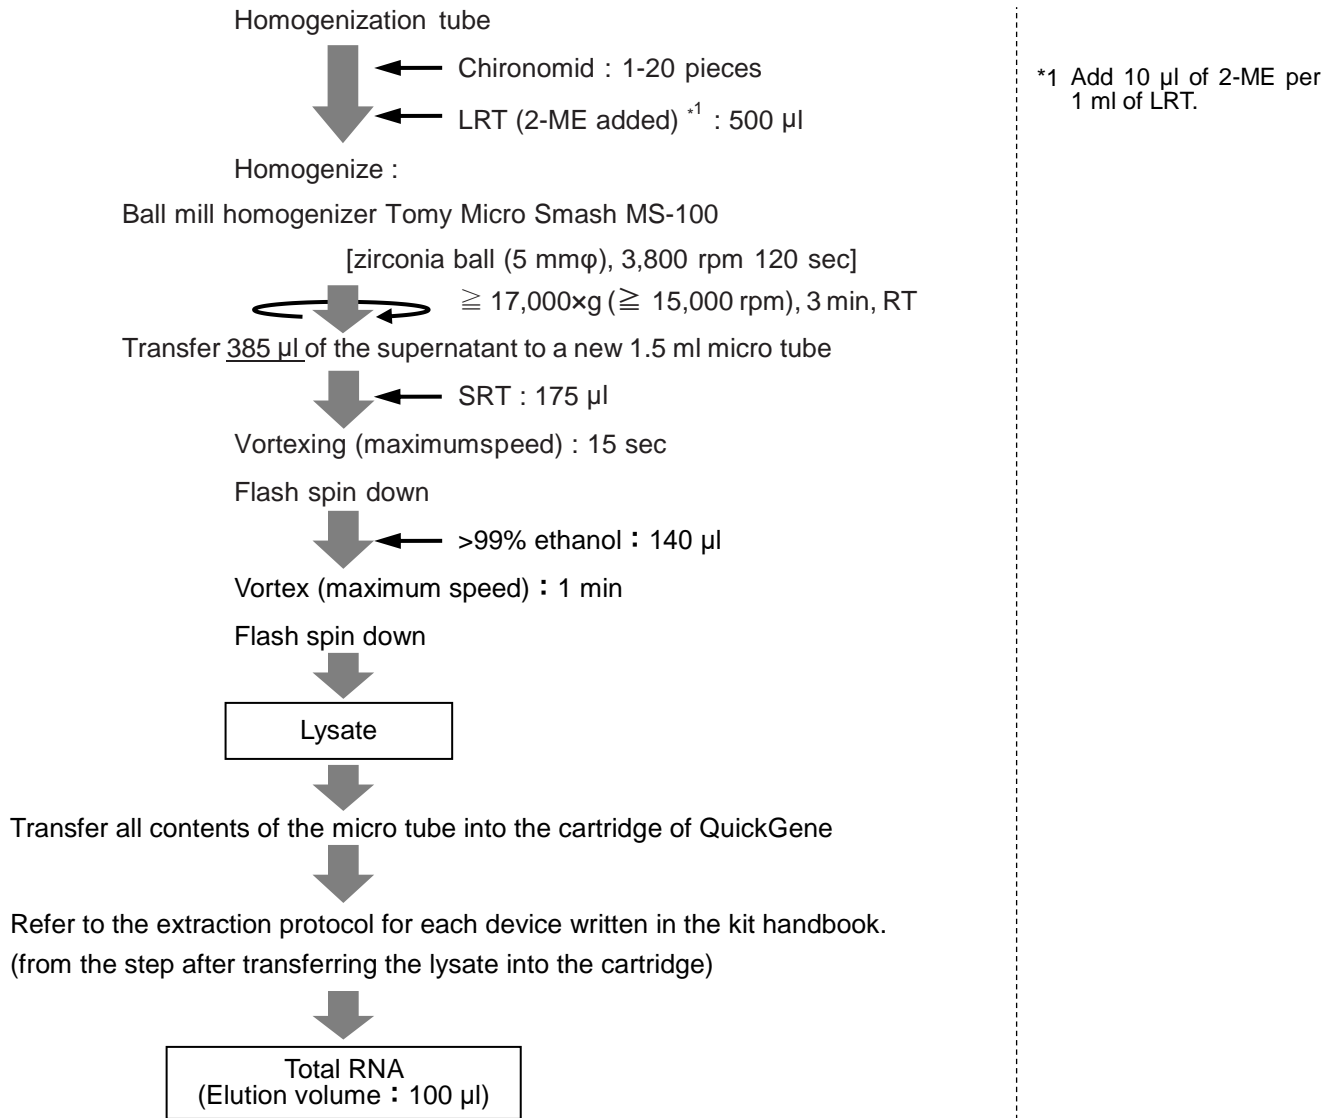 Homogenization tube
Chironomid : 1-20 pieces
LRT (2-ME added) *1 : 500 µl
*1 Add 10 µl of 2-ME per
1 ml of LRT.
Homogenize :
Ball mill homogenizer Tomy Micro Smash MS-100
[zirconia ball (5 mmφ), 3,800 rpm 120 sec]
≧ 17,000×g (≧ 15,000 rpm), 3 min, RT
Transfer 385 µl of the supernatant to a new 1.5 ml micro tube
SRT : 175 µl
Vortexing (maximumspeed) : 15 sec
Flash spin down
>99% ethanol：140 µl
Vortex (maximum speed)：1 min
Flash spin down
Lysate
Transfer all contents of the micro tube into the cartridge of QuickGene
Refer to the extraction protocol for each device written in the kit handbook.
(from the step after transferring the lysate into the cartridge)
Total RNA
(Elution volume：100 µl)